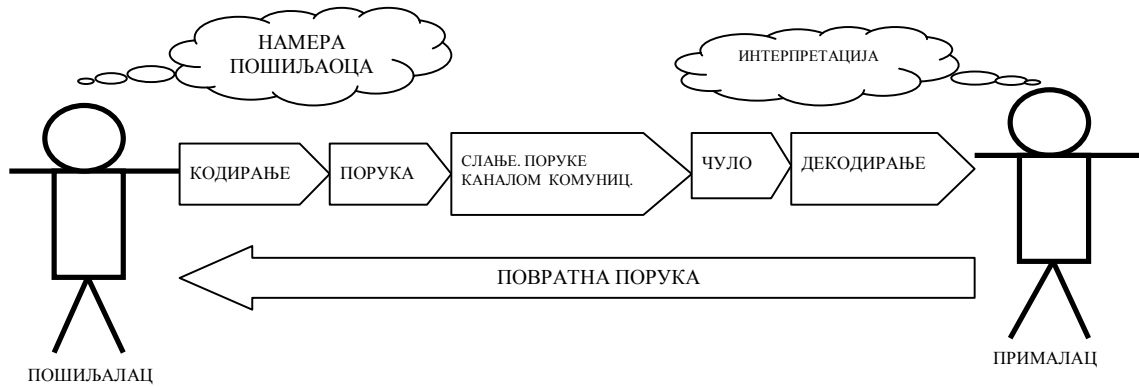 НАМЕРА
ПОШИЉАОЦА
ИНТЕРПРЕТАЦИЈА
КОДИРАЊЕ
ПОРУКА
СЛАЊЕ. ПОРУКЕ
КАНАЛОМ КОМУНИЦ.
ЧУЛО
ДЕКОДИРАЊЕ
ПОВРАТНА ПОРУКА
ПОШИЉАЛАЦ
ПРИМАЛАЦ